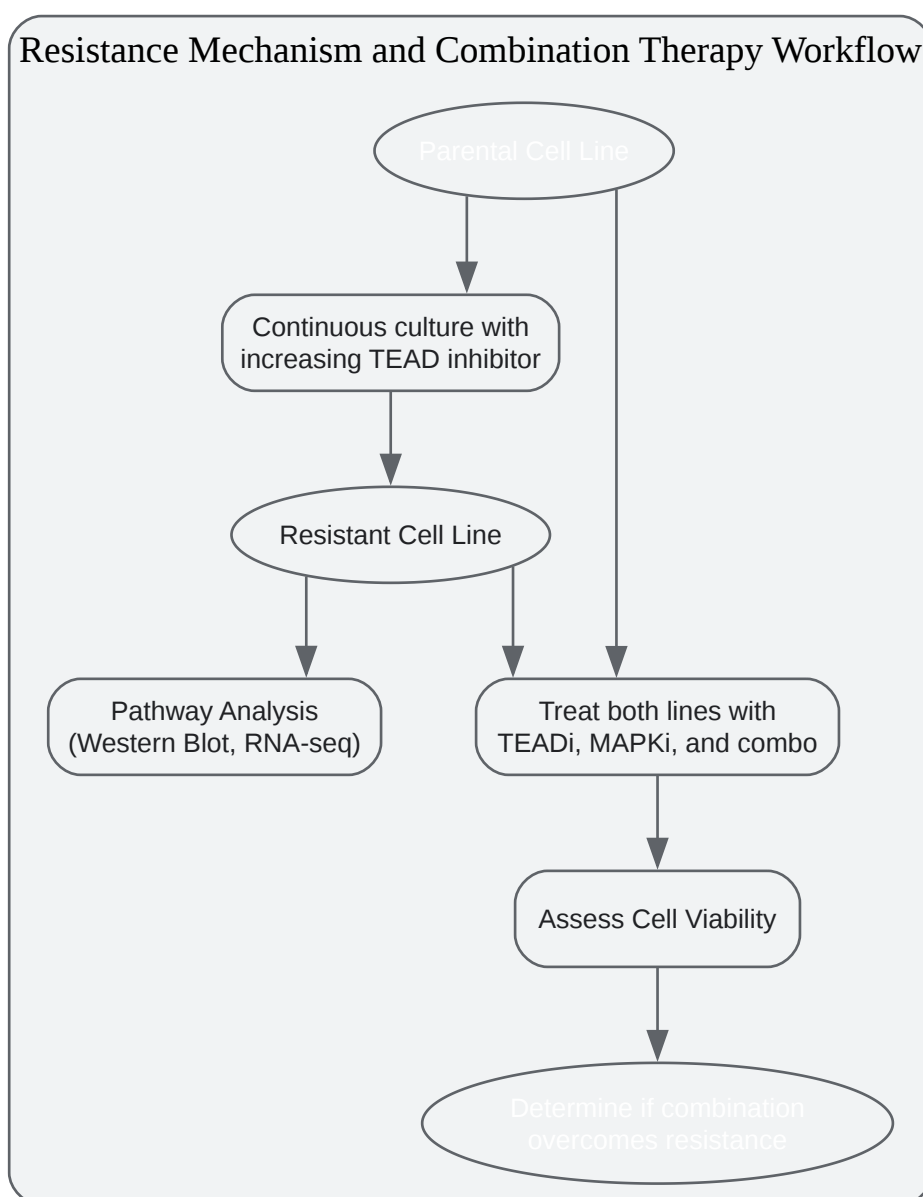 Resistance Mechanism and Combination Therapy Workflow
Parental Cell Line
Continuous culture with
increasing TEAD inhibitor
Resistant Cell Line
Pathway Analysis
(Western Blot, RNA-seq)
Treat both lines with
TEADi, MAPKi, and combo
Assess Cell Viability
Determine if combination
overcomes resistance